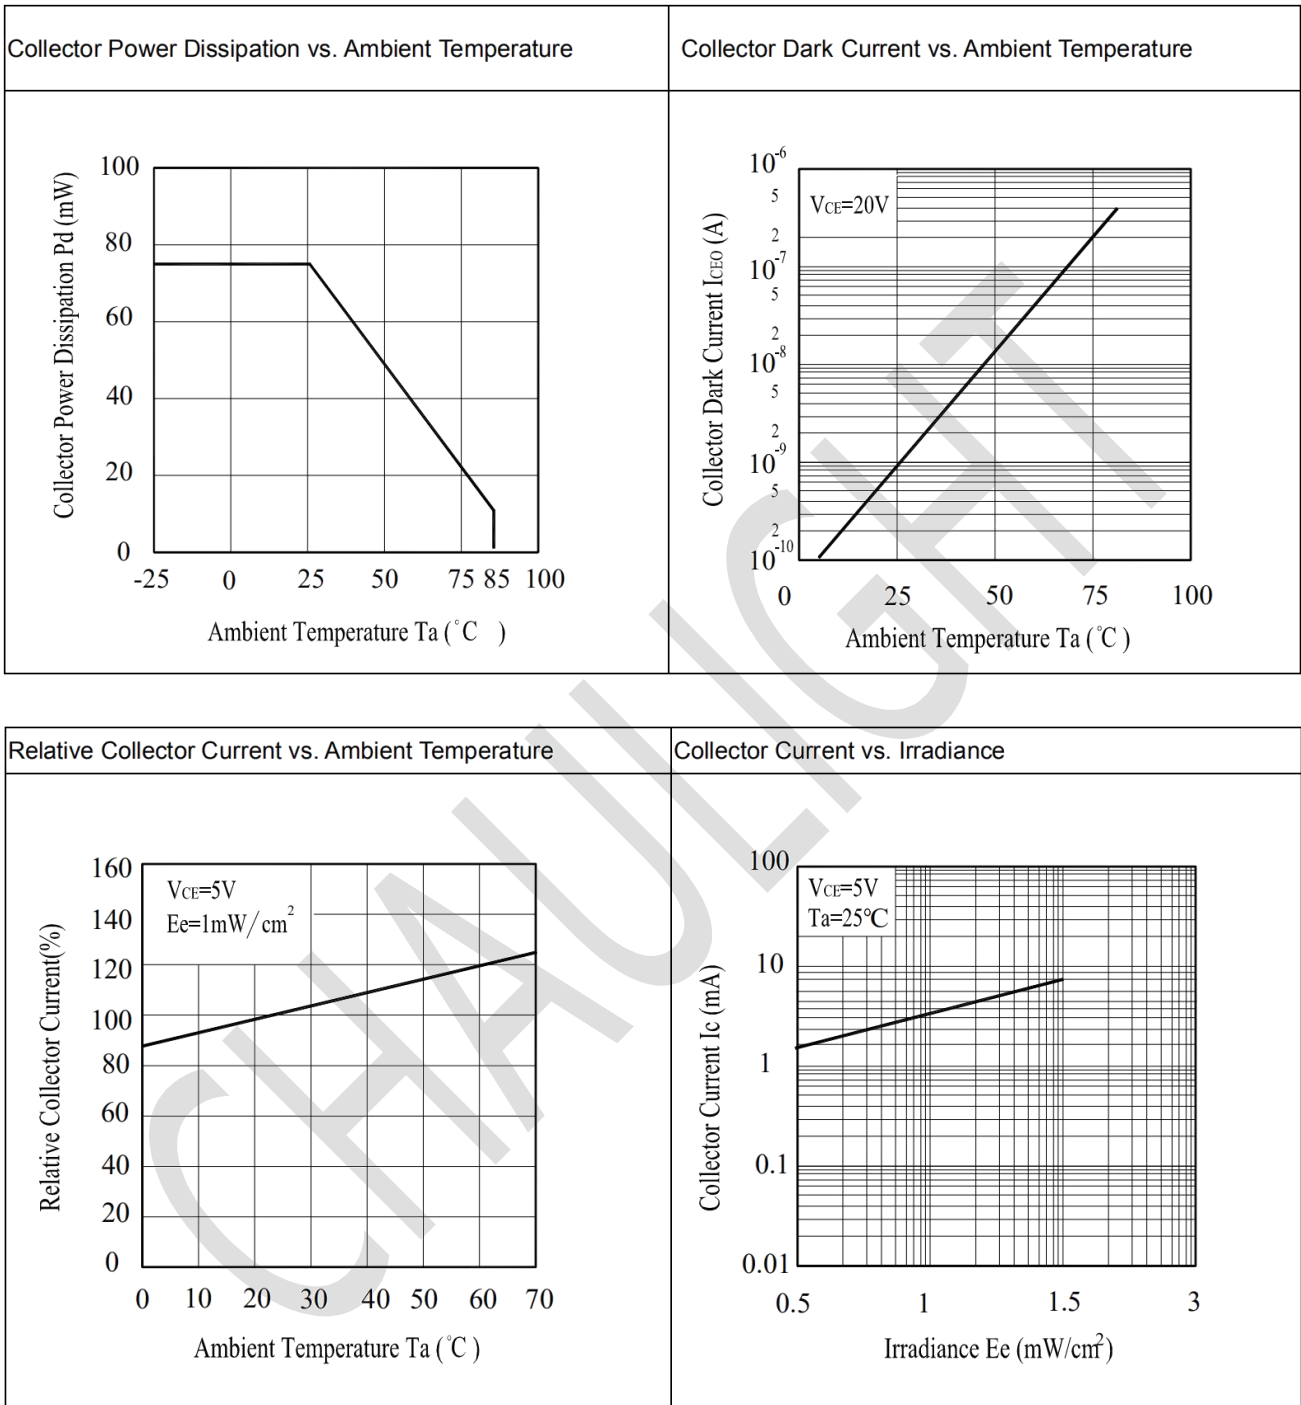 Collector Power Dissipation vs. Ambient Temperature
Collector Dark Current vs. Ambient Temperature
Collector Power Dissipation Pd (mW)
100
80
60
40
20
0
-25 0 25 50 75 85 100
Ambient Temperature Ta (°C )
Collector Dark Current ICEO (A)
VCE=20V
10-6
5
2
10-7
5
2
10-8
5
2
10-9
5
2
10-10
0 25 50 75 100
Ambient Temperature Ta (°C )
Relative Collector Current vs. Ambient Temperature
Collector Current vs. Irradiance
Relative Collector Current(%)
VCE=5V
Ee=1mW/cm2
160
140
120
100
80
60
40
20
0
0 10 20 30 40 50 60 70
Ambient Temperature Ta (°C )
Collector Current Ic (mA)
VCE=5V
Ta=25℃
100
10
1
0.1
0.01
0.5 1 1.5 3
Irradiance Ee (mW/cm2)
CHAULIGHT